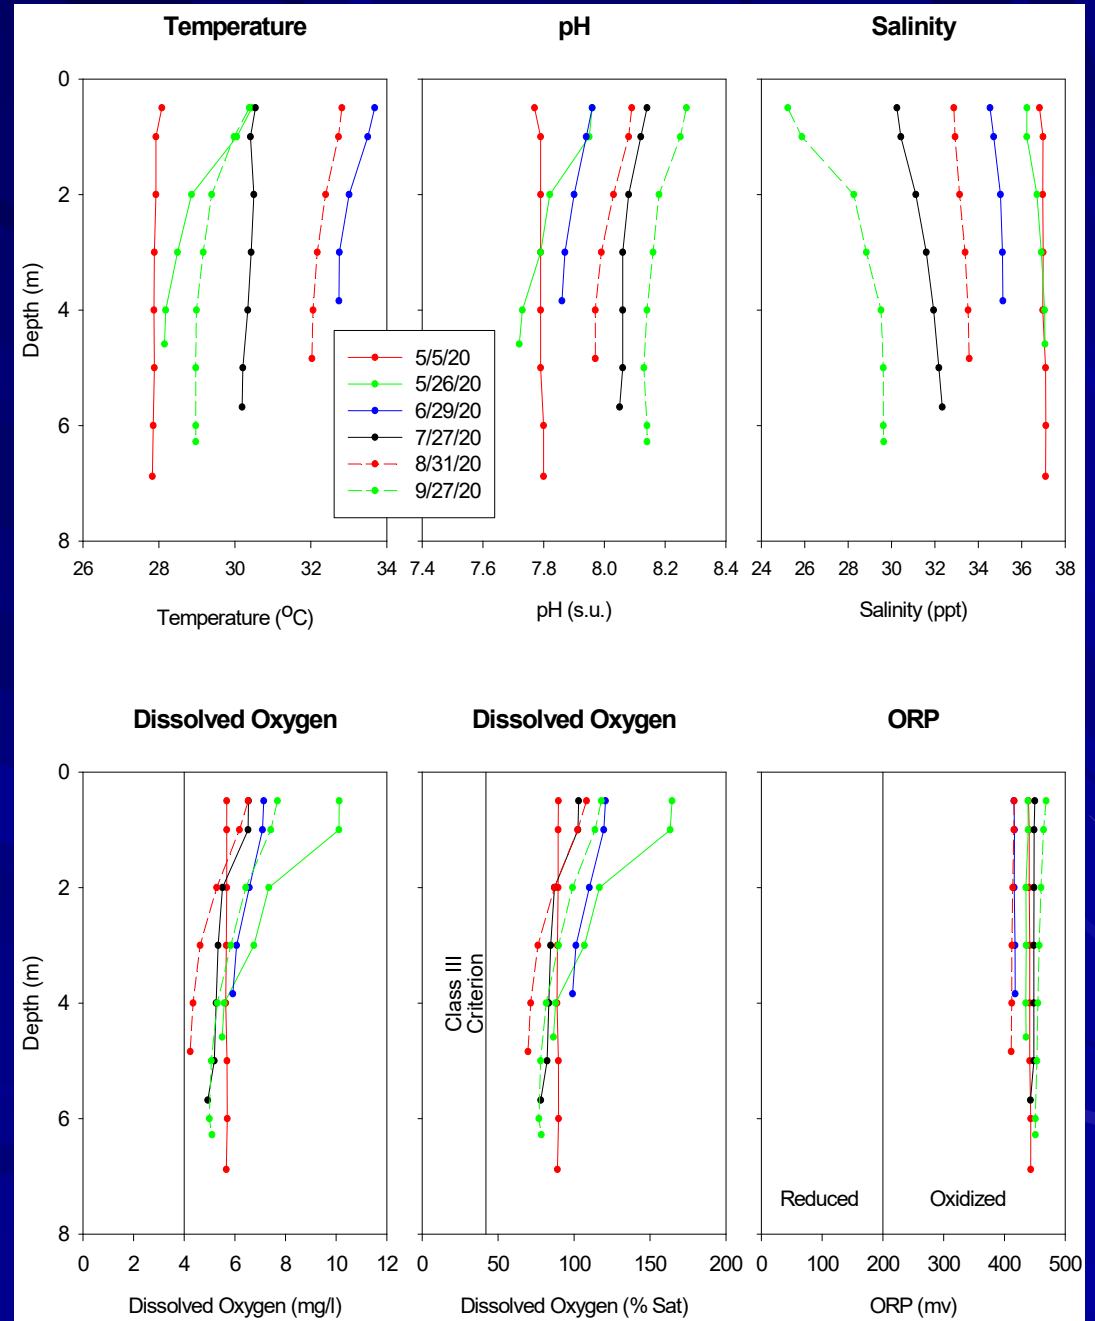 Temperature
pH
Salinity
0
2
4
6
8
Depth (m)
5/5/20
5/26/20
6/29/20
7/27/20
8/31/20
9/27/20
26 28 30 32 34
7.4 7.6 7.8 8.0 8.2 8.4
24 26 28 30 32 34 36 38
Temperature (°C)
pH (s.u.)
Salinity (ppt)
Dissolved Oxygen
Dissolved Oxygen
ORP
0
2
4
6
8
Depth (m)
Class III
Criterion
Reduced
Oxidized
0 2 4 6 8 10 12
0 50 100 150 200
0 100 200 300 400 500
Dissolved Oxygen (mg/l)
Dissolved Oxygen (% Sat)
ORP (mv)